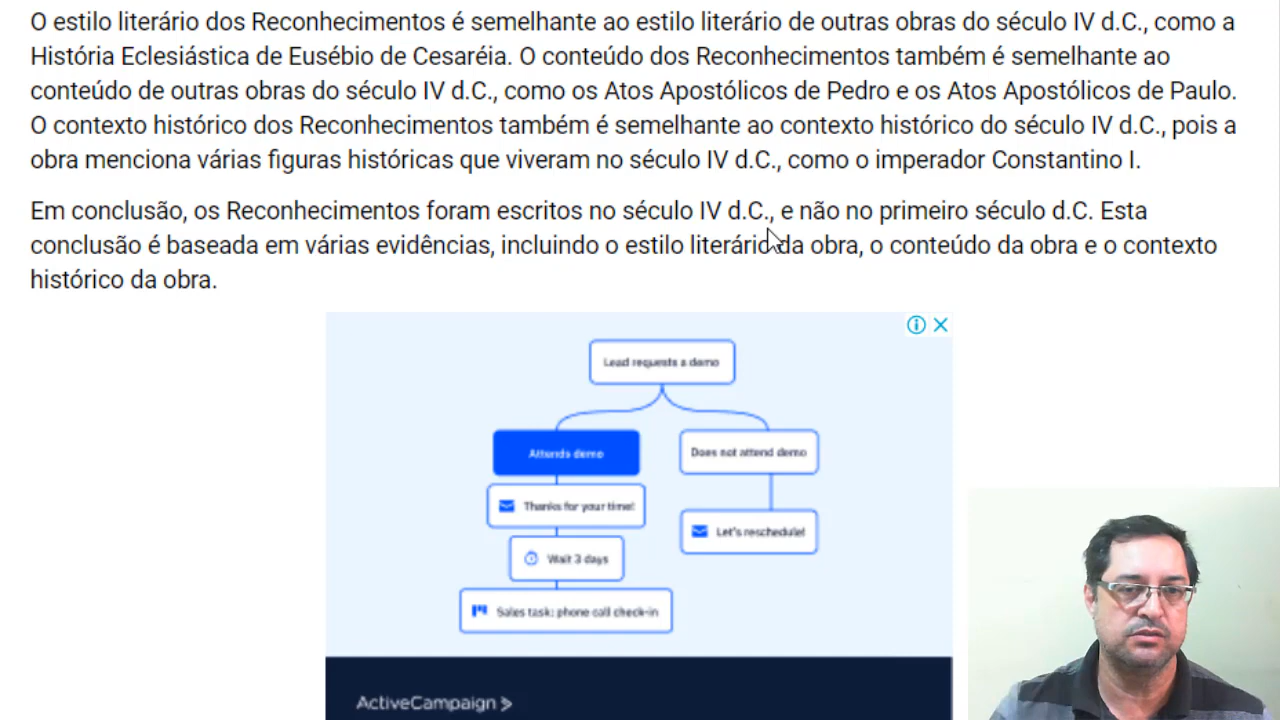 O estilo literário dos Reconhecimentos é semelhante ao estilo literário de outras obras do século IV d.C., como a
História Eclesiástica de Eusébio de Cesaréia. O conteúdo dos Reconhecimentos também é semelhante ao
conteúdo de outras obras do século IV d.C., como os Atos Apostólicos de Pedro e os Atos Apostólicos de Paulo.
O contexto histórico dos Reconhecimentos também é semelhante ao contexto histórico do século IV d.C., pois a
obra menciona várias figuras históricas que viveram no século IV d.C., como o imperador Constantino I.
Em conclusão, os Reconhecimentos foram escritos no século IV d.C., e não no primeiro século d.C. Esta
conclusão é baseada em várias evidências, incluindo o estilo literário da obra, o conteúdo da obra e o contexto
histórico da obra.
Lead requests a demo
Attends demo
Does not attend demo
Thanks for your time!
Let's reschedule!
Wait 3 days
Sales task: phone call check-in
ActiveCampaign >